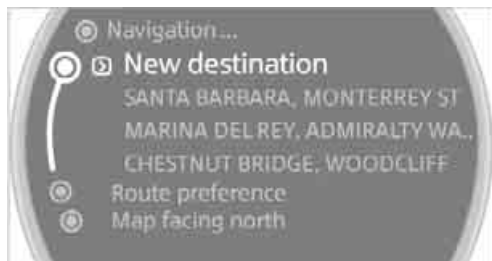 Navigation ...
New destination
SANTA BARBARA, MONTERREY ST
MARINA DEL REY, ADMIRALTY WA..
CHESTNUT BRIDGE, WOODCLIFF
Route preference
Map facing north